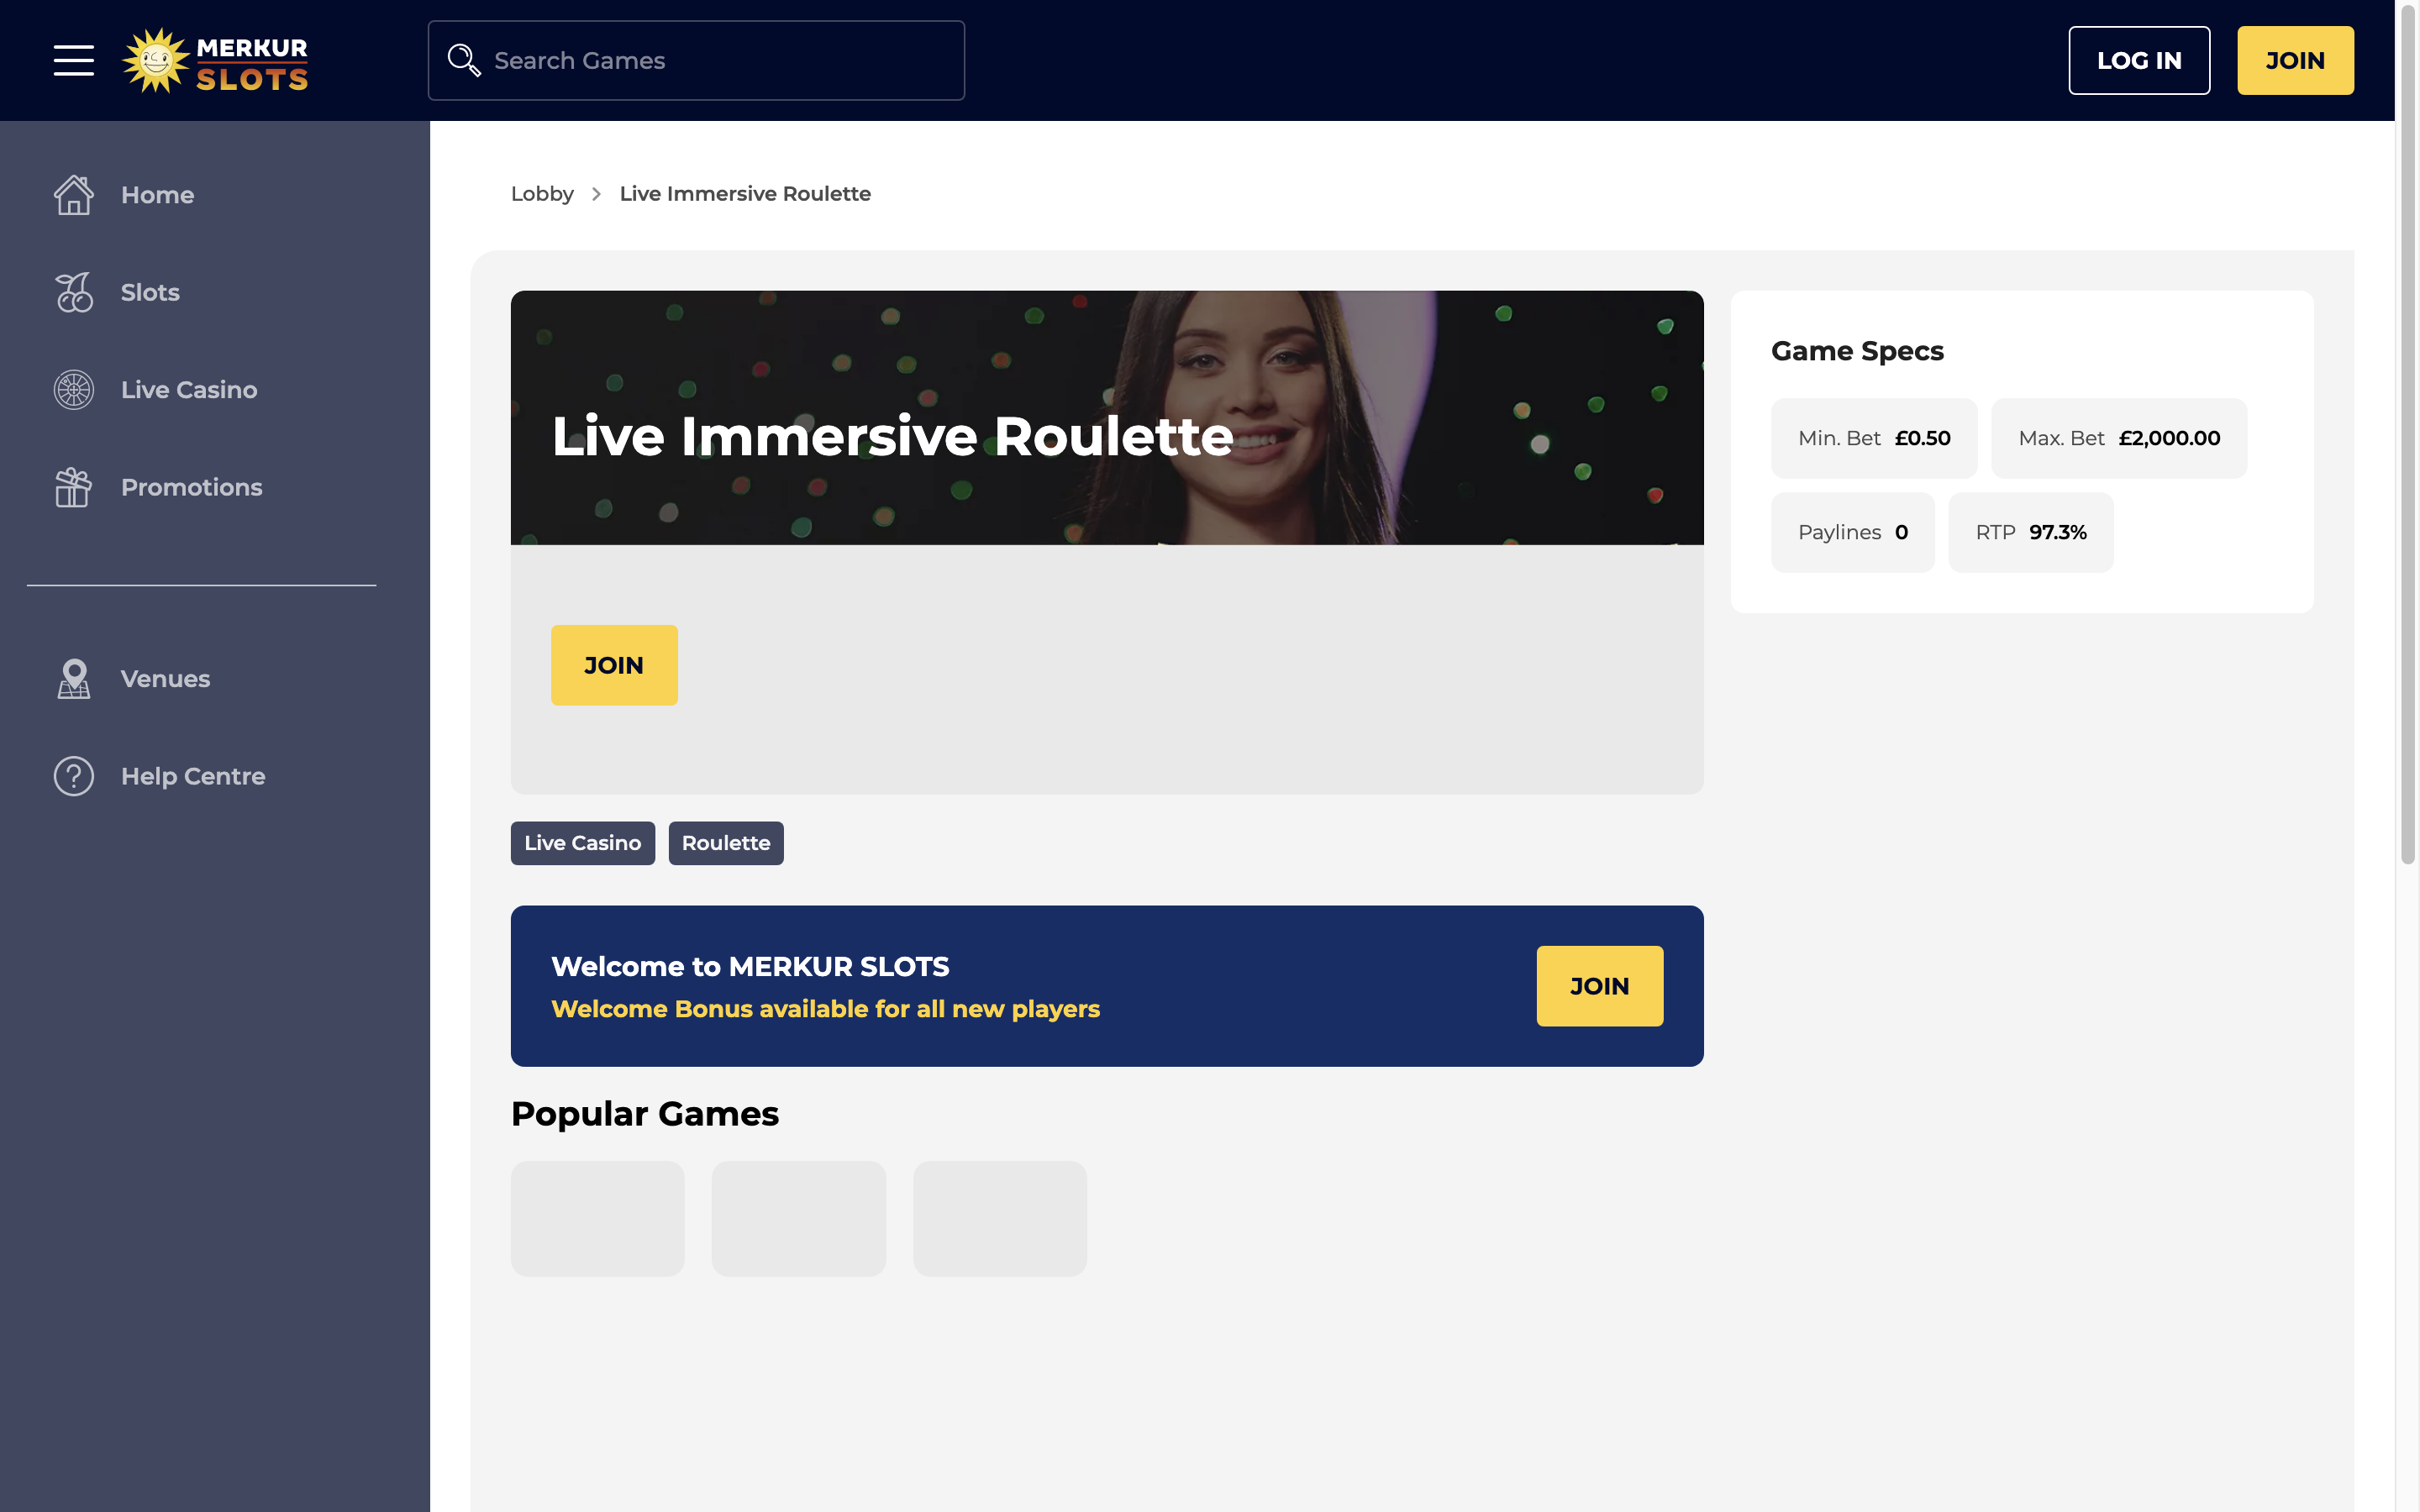 MERKUR
SLOTS
Search Games
LOG IN
JOIN
Home
Slots
Live Casino
Promotions
Venues
Help Centre
Lobby > Live Immersive Roulette
Live Immersive Roulette
JOIN
Live Casino
Roulette
Welcome to MERKUR SLOTS
Welcome Bonus available for all new players
JOIN
Popular Games
Game Specs
Min. Bet £0.50
Max. Bet £2,000.00
Paylines 0
RTP 97.3%